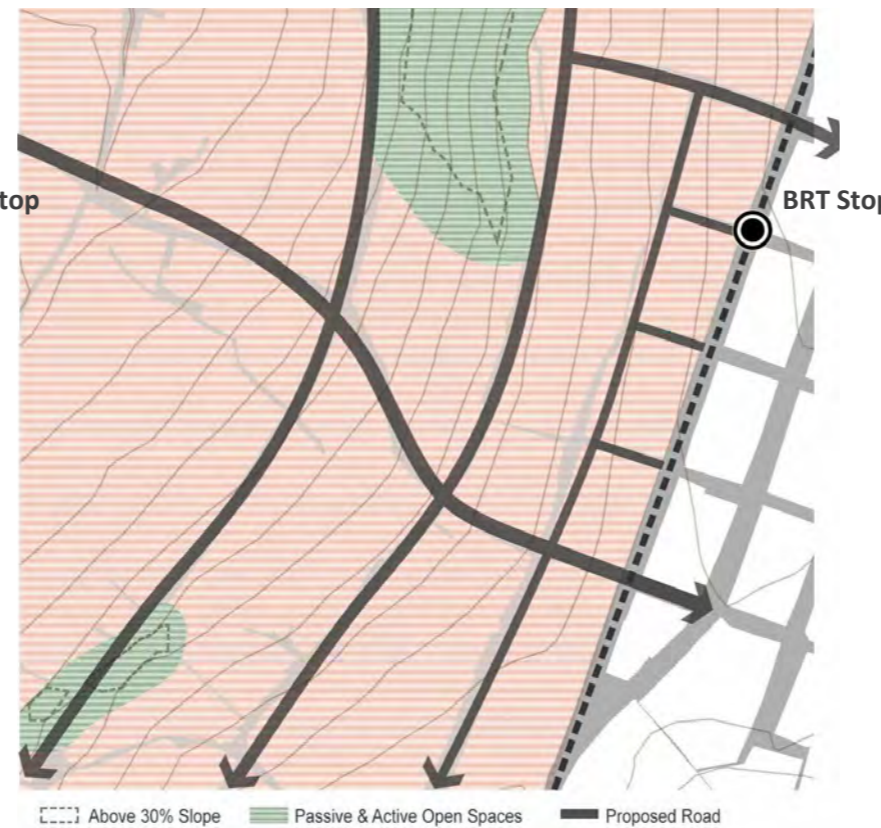 top
BRT Stop
Above 30% Slope
Passive & Active Open Spaces
Proposed Road